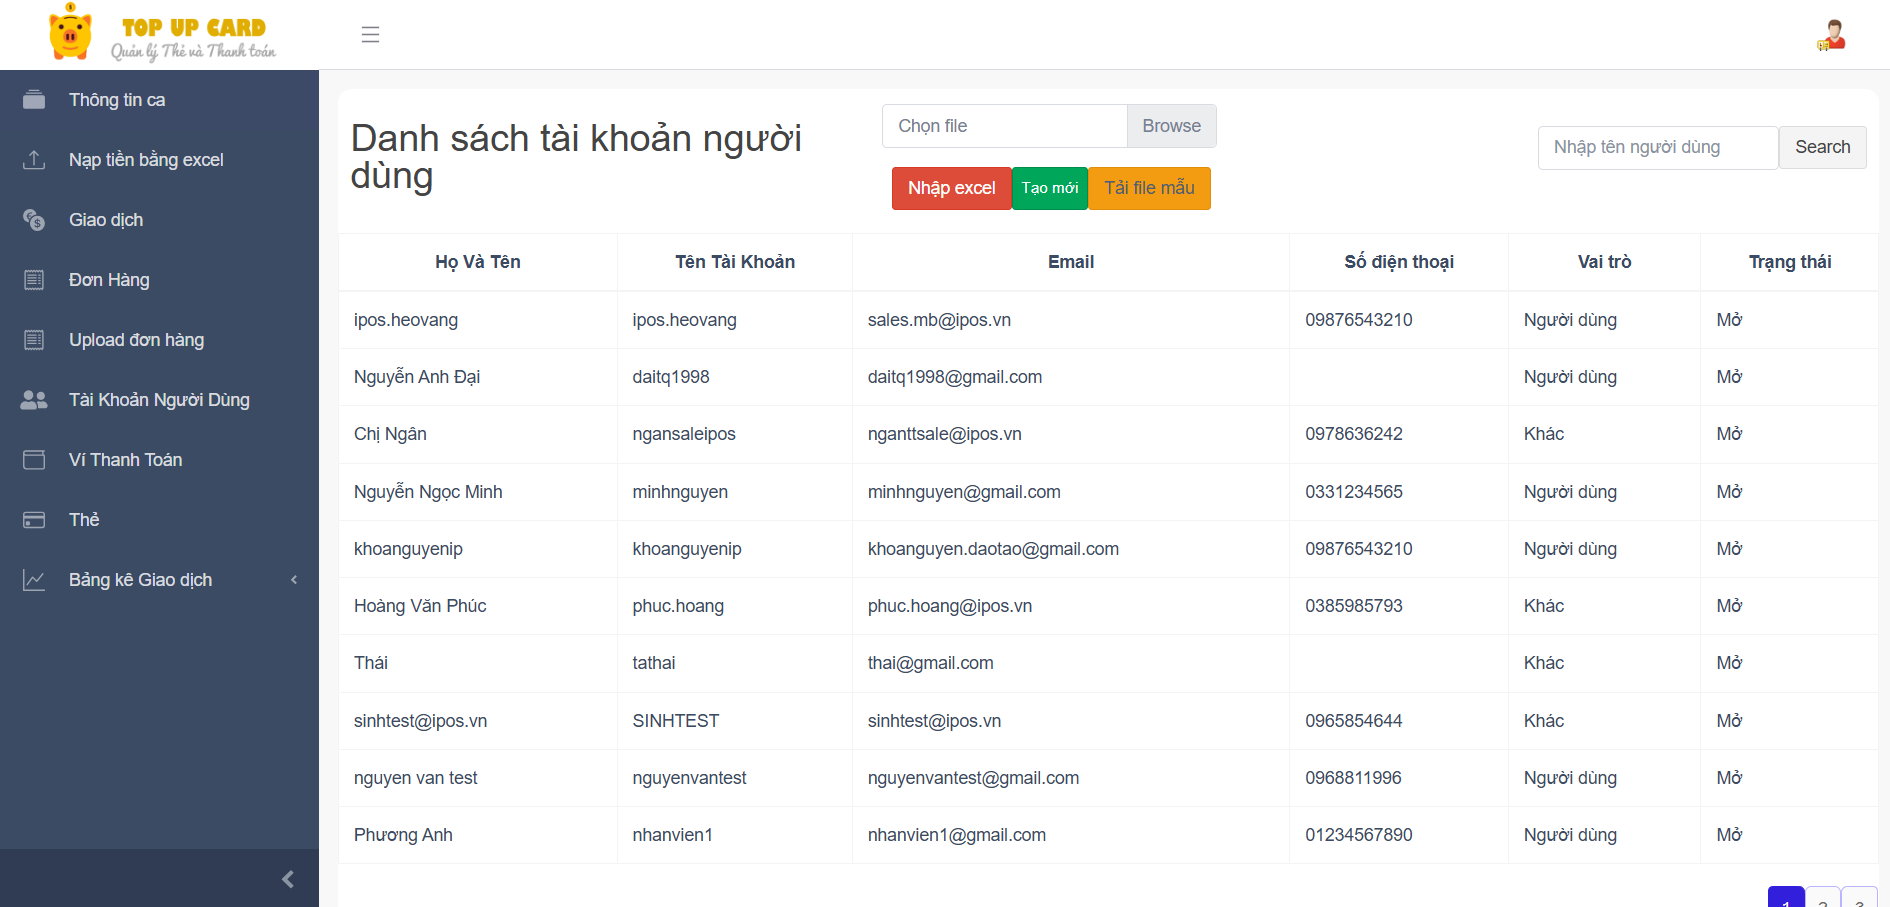 TOP UP CARD
Quản lý Thẻ và Thanh toán
Thông tin ca
Nạp tiền bằng excel
Giao dịch
Đơn Hàng
Upload đơn hàng
Tài Khoản Người Dùng
Ví Thanh Toán
Thẻ
Bảng kê Giao dịch
Danh sách tài khoản người
dùng
Chọn file Browse
Nhập excel Tạo mới Tải file mẫu
Nhập tên người dùng Search
Họ Và Tên Tên Tài Khoản Email Số điện thoại Vai trò Trạng thái
ipos.heovang ipos.heovang sales.mb@ipos.vn 09876543210 Người dùng Mở
Nguyễn Anh Đại daitq1998 daitq1998@gmail.com Người dùng Mở
Chị Ngân ngansaleipos nganttsale@ipos.vn 0978636242 Khác Mở
Nguyễn Ngọc Minh minhnguyen minhnguyen@gmail.com 0331234565 Người dùng Mở
khoanguyenip khoanguyenip khoanguyen.daotao@gmail.com 09876543210 Người dùng Mở
Hoàng Văn Phúc phuc.hoang phuc.hoang@ipos.vn 0385985793 Khác Mở
Thái tathai thai@gmail.com Khác Mở
sinhtest@ipos.vn SINHTEST sinhtest@ipos.vn 0965854644 Khác Mở
nguyen van test nguyenvantest nguyenvantest@gmail.com 0968811996 Người dùng Mở
Phương Anh nhanvien1 nhanvien1@gmail.com 01234567890 Người dùng Mở
1 2 3